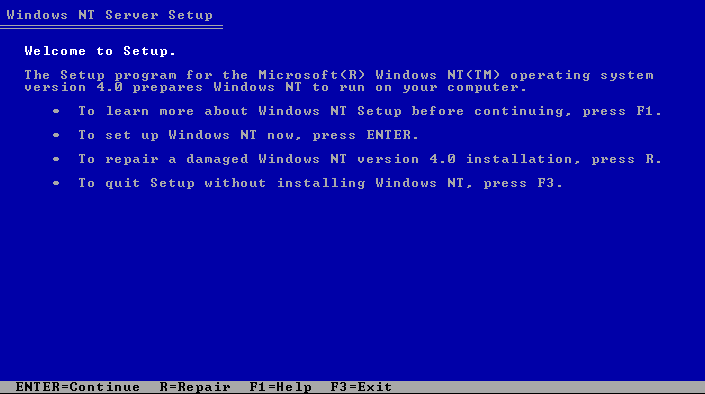 Windows NT Server Setup
Welcome to Setup.
The Setup program for the Microsoft(R) Windows NT(TM) operating system
version 4.0 prepares Windows NT to run on your computer.
• To learn more about Windows NT Setup before continuing, press F1.
• To set up Windows NT now, press ENTER.
• To repair a damaged Windows NT version 4.0 installation, press R.
• To quit Setup without installing Windows NT, press F3.
ENTER=Continue R=Repair F1=Help F3=Exit